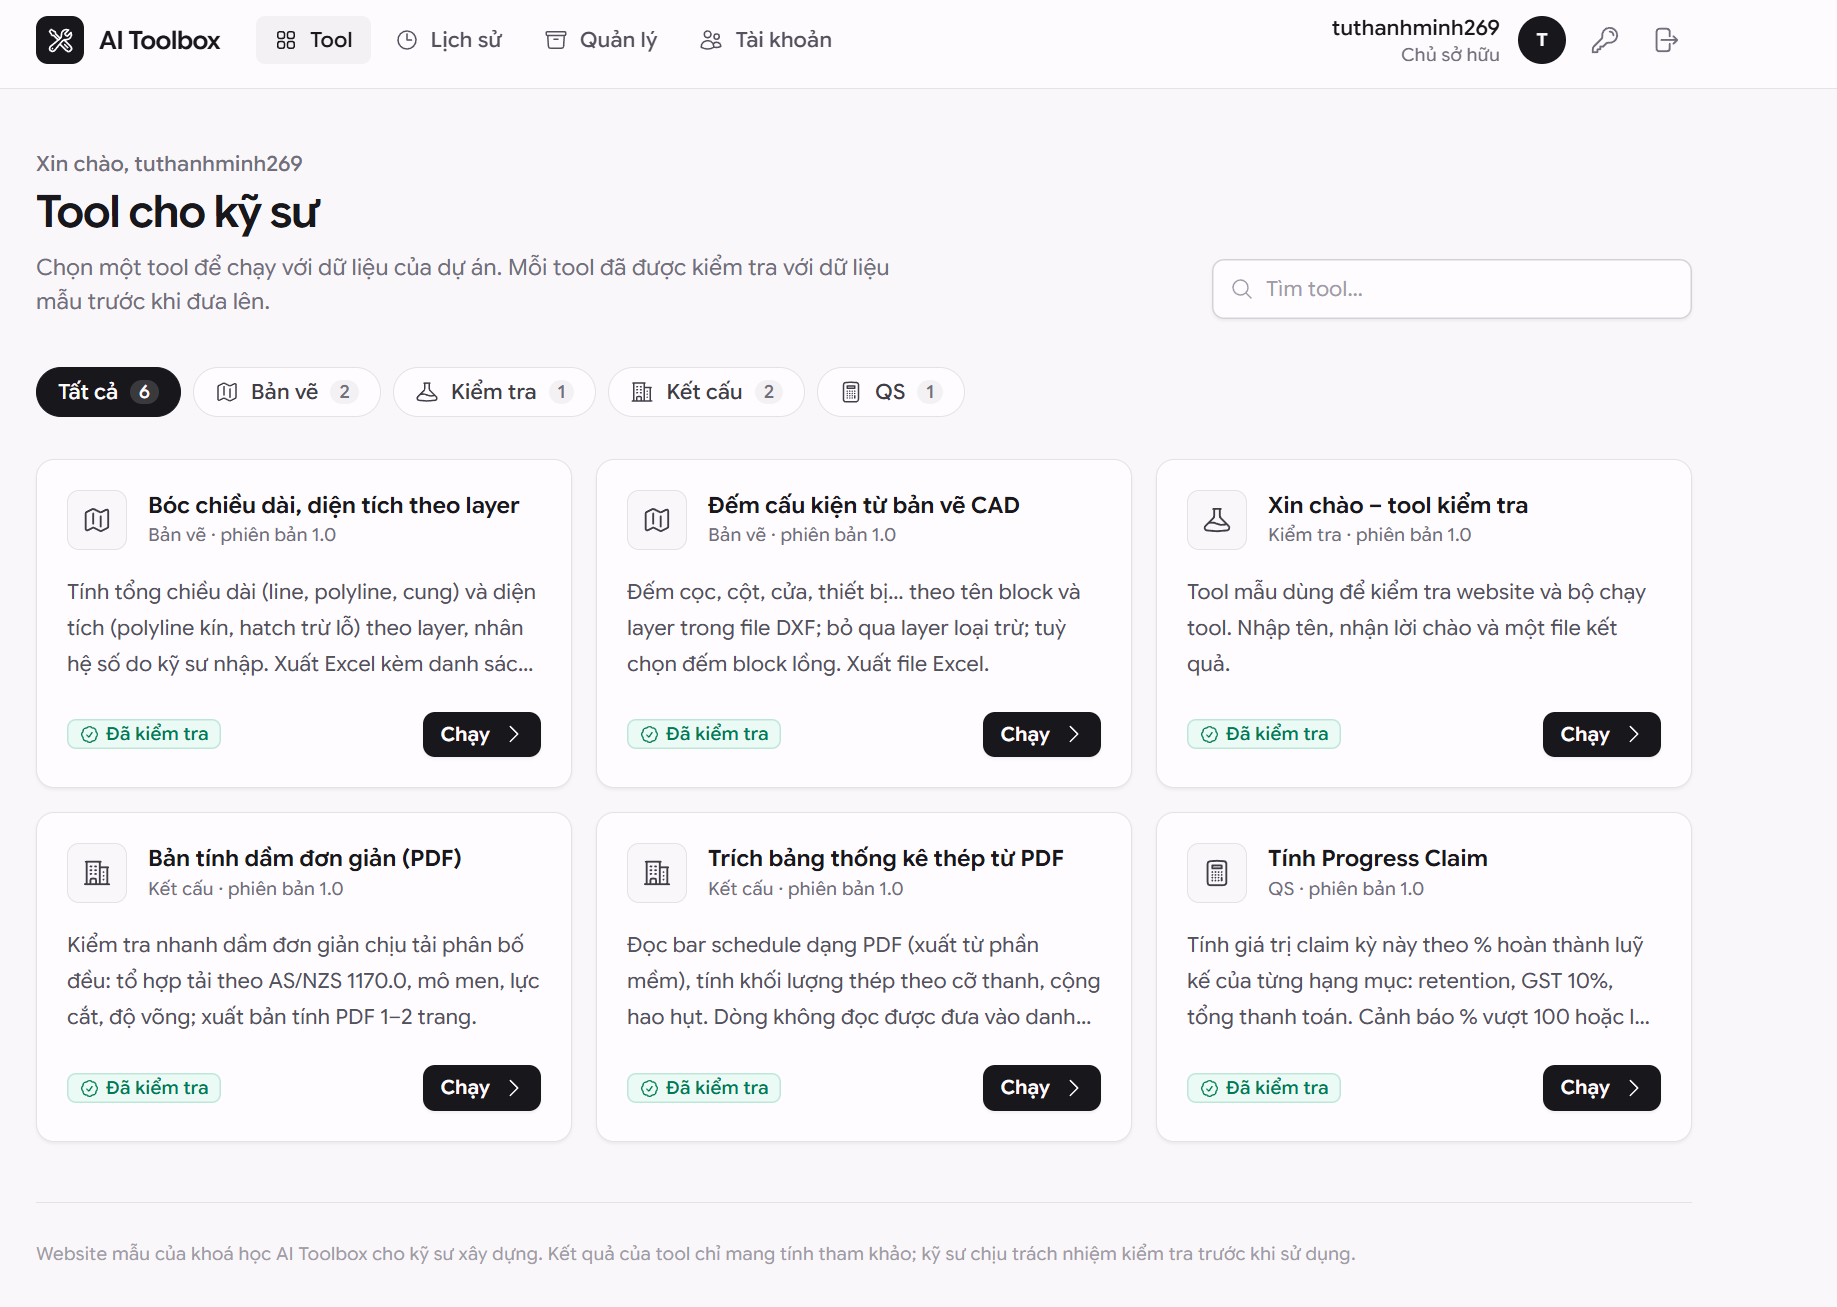 AI Toolbox
Tool
Lịch sử
Quản lý
Tài khoản
tuthanhminh269
Chủ sở hữu
T
Xin chào, tuthanhminh269
Tool cho kỹ sư
Chọn một tool để chạy với dữ liệu của dự án. Mỗi tool đã được kiểm tra với dữ liệu
mẫu trước khi đưa lên.
Tìm tool...
Tất cả 6
Bản vẽ 2
Kiểm tra 1
Kết cấu 2
QS 1
Bóc chiều dài, diện tích theo layer
Bản vẽ · phiên bản 1.0
Tính tổng chiều dài (line, polyline, cung) và diện
tích (polyline kín, hatch trừ lỗ) theo layer, nhân
hệ số do kỹ sư nhập. Xuất Excel kèm danh sác...
Đã kiểm tra
Chạy
Đếm cấu kiện từ bản vẽ CAD
Bản vẽ · phiên bản 1.0
Đếm cọc, cột, cửa, thiết bị... theo tên block và
layer trong file DXF; bỏ qua layer loại trừ; tuỳ
chọn đếm block lồng. Xuất file Excel.
Đã kiểm tra
Chạy
Xin chào – tool kiểm tra
Kiểm tra · phiên bản 1.0
Tool mẫu dùng để kiểm tra website và bộ chạy
tool. Nhập tên, nhận lời chào và một file kết
quả.
Đã kiểm tra
Chạy
Bản tính dầm đơn giản (PDF)
Kết cấu · phiên bản 1.0
Kiểm tra nhanh dầm đơn giản chịu tải phân bố
đều: tổ hợp tải theo AS/NZS 1170.0, mô men, lực
cắt, độ võng; xuất bản tính PDF 1–2 trang.
Đã kiểm tra
Chạy
Trích bảng thống kê thép từ PDF
Kết cấu · phiên bản 1.0
Đọc bar schedule dạng PDF (xuất từ phần
mềm), tính khối lượng thép theo cỡ thanh, cộng
hao hụt. Dòng không đọc được đưa vào danh...
Đã kiểm tra
Chạy
Tính Progress Claim
QS · phiên bản 1.0
Tính giá trị claim kỳ này theo % hoàn thành luỹ
kế của từng hạng mục: retention, GST 10%,
tổng thanh toán. Cảnh báo % vượt 100 hoặc l...
Đã kiểm tra
Chạy
Website mẫu của khoá học AI Toolbox cho kỹ sư xây dựng. Kết quả của tool chỉ mang tính tham khảo; kỹ sư chịu trách nhiệm kiểm tra trước khi sử dụng.